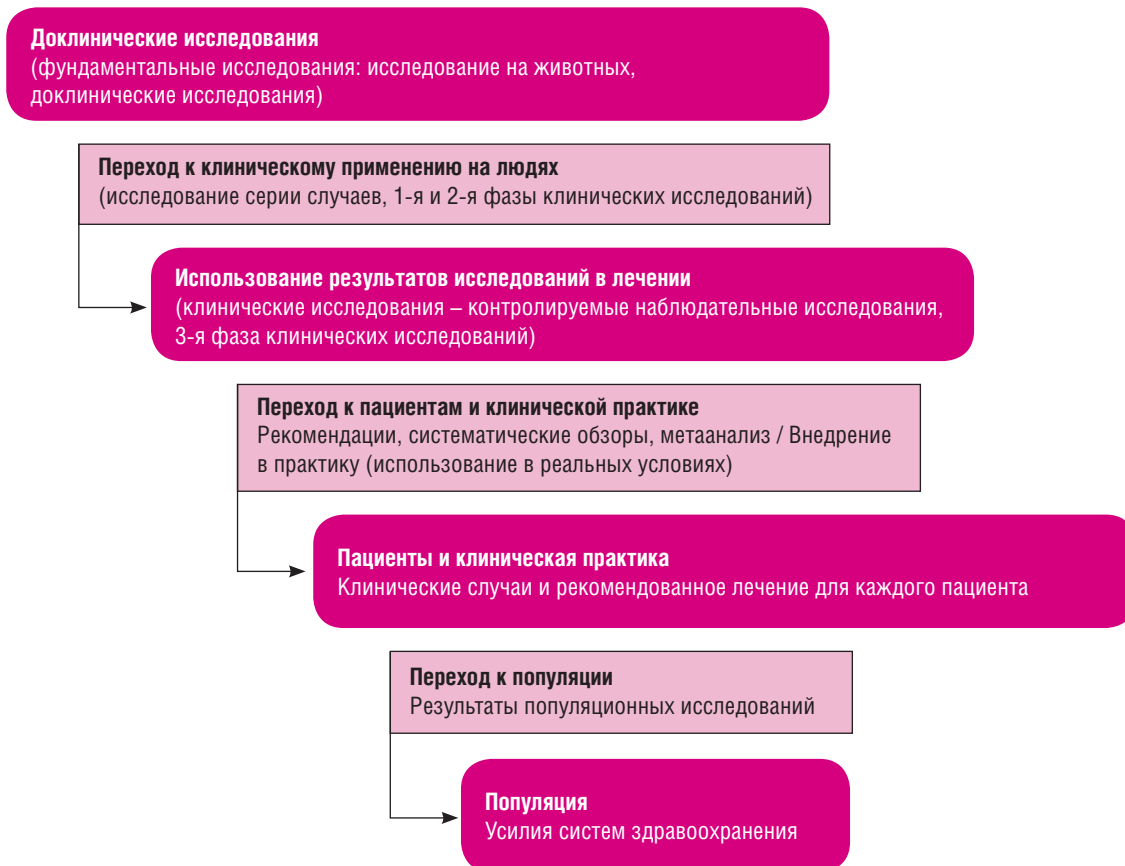 Доклинические исследования
(фундаментальные исследования: исследование на животных,
доклинические исследования)
Переход к клиническому применению на людях
(исследование серии случаев, 1-я и 2-я фазы клинических исследований)
Использование результатов исследований в лечении
(клинические исследования – контролируемые наблюдательные исследования,
3-я фаза клинических исследований)
Переход к пациентам и клинической практике
Рекомендации, систематические обзоры, метаанализ / Внедрение
в практику (использование в реальных условиях)
Пациенты и клиническая практика
Клинические случаи и рекомендованное лечение для каждого пациента
Переход к популяции
Результаты популяционных исследований
Популяция
Усилия систем здравоохранения